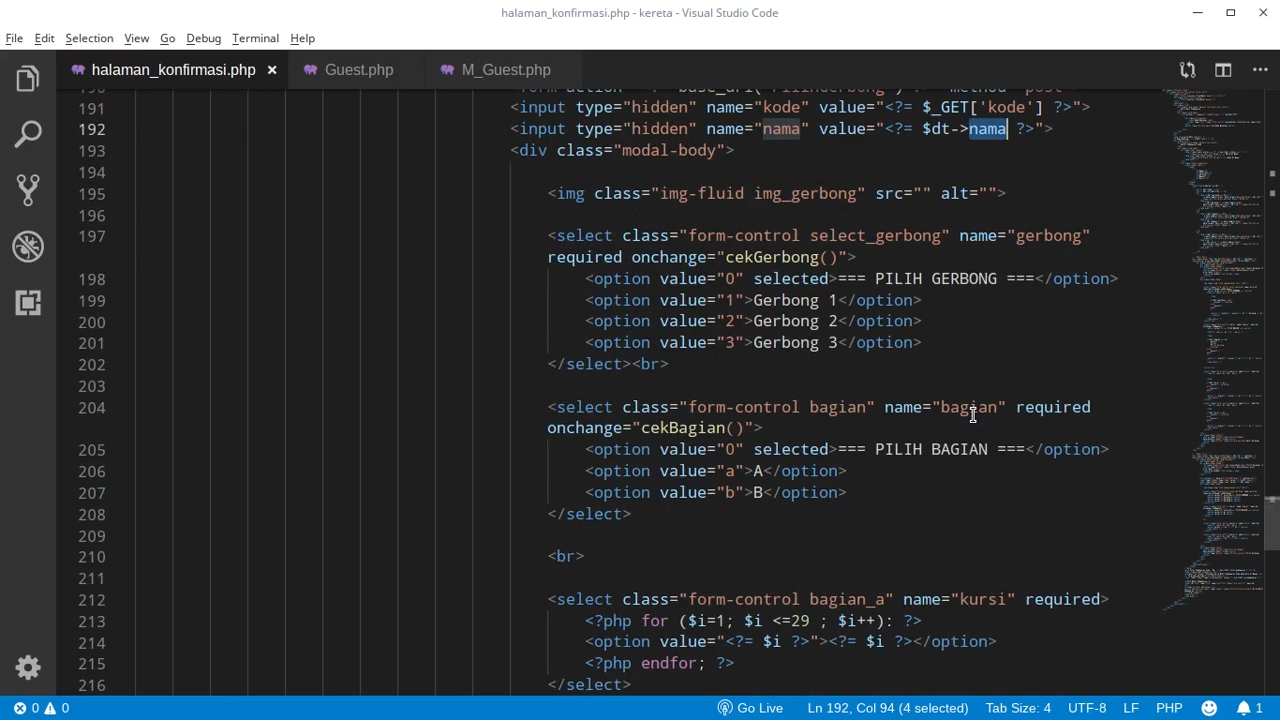 halaman_konfirmasi.php - kereta - Visual Studio Code
File Edit Selection View Go Debug Terminal Help
halaman_konfirmasi.php Guest.php M_Guest.php
191 <input type="hidden" name="kode" value="<?= $_GET['kode'] ?>">
192 <input type="hidden" name="nama" value="<?= $dt->nama ?>">
193 <div class="modal-body">
194
195 <img class="img-fluid img_gerbong" src="" alt="">
196
197 <select class="form-control select_gerbong" name="gerbong"
required onchange="cekGerbong()">
198 <option value="0" selected>=== PILIH GERBONG ===</option>
199 <option value="1">Gerbong 1</option>
200 <option value="2">Gerbong 2</option>
201 <option value="3">Gerbong 3</option>
202 </select><br>
203
204 <select class="form-control bagian" name="bagian" required
onchange="cekBagian()">
205 <option value="0" selected>=== PILIH BAGIAN ===</option>
206 <option value="a">A</option>
207 <option value="b">B</option>
208 </select>
209
210 <br>
211
212 <select class="form-control bagian_a" name="kursi" required>
213 <?php for ($i=1; $i <=29 ; $i++): ?>
214 <option value="<?= $i ?>"><?= $i ?></option>
215 <?php endfor; ?>
216 </select>
0 0 Go Live Ln 192, Col 94 (4 selected) Tab Size: 4 UTF-8 LF PHP 1